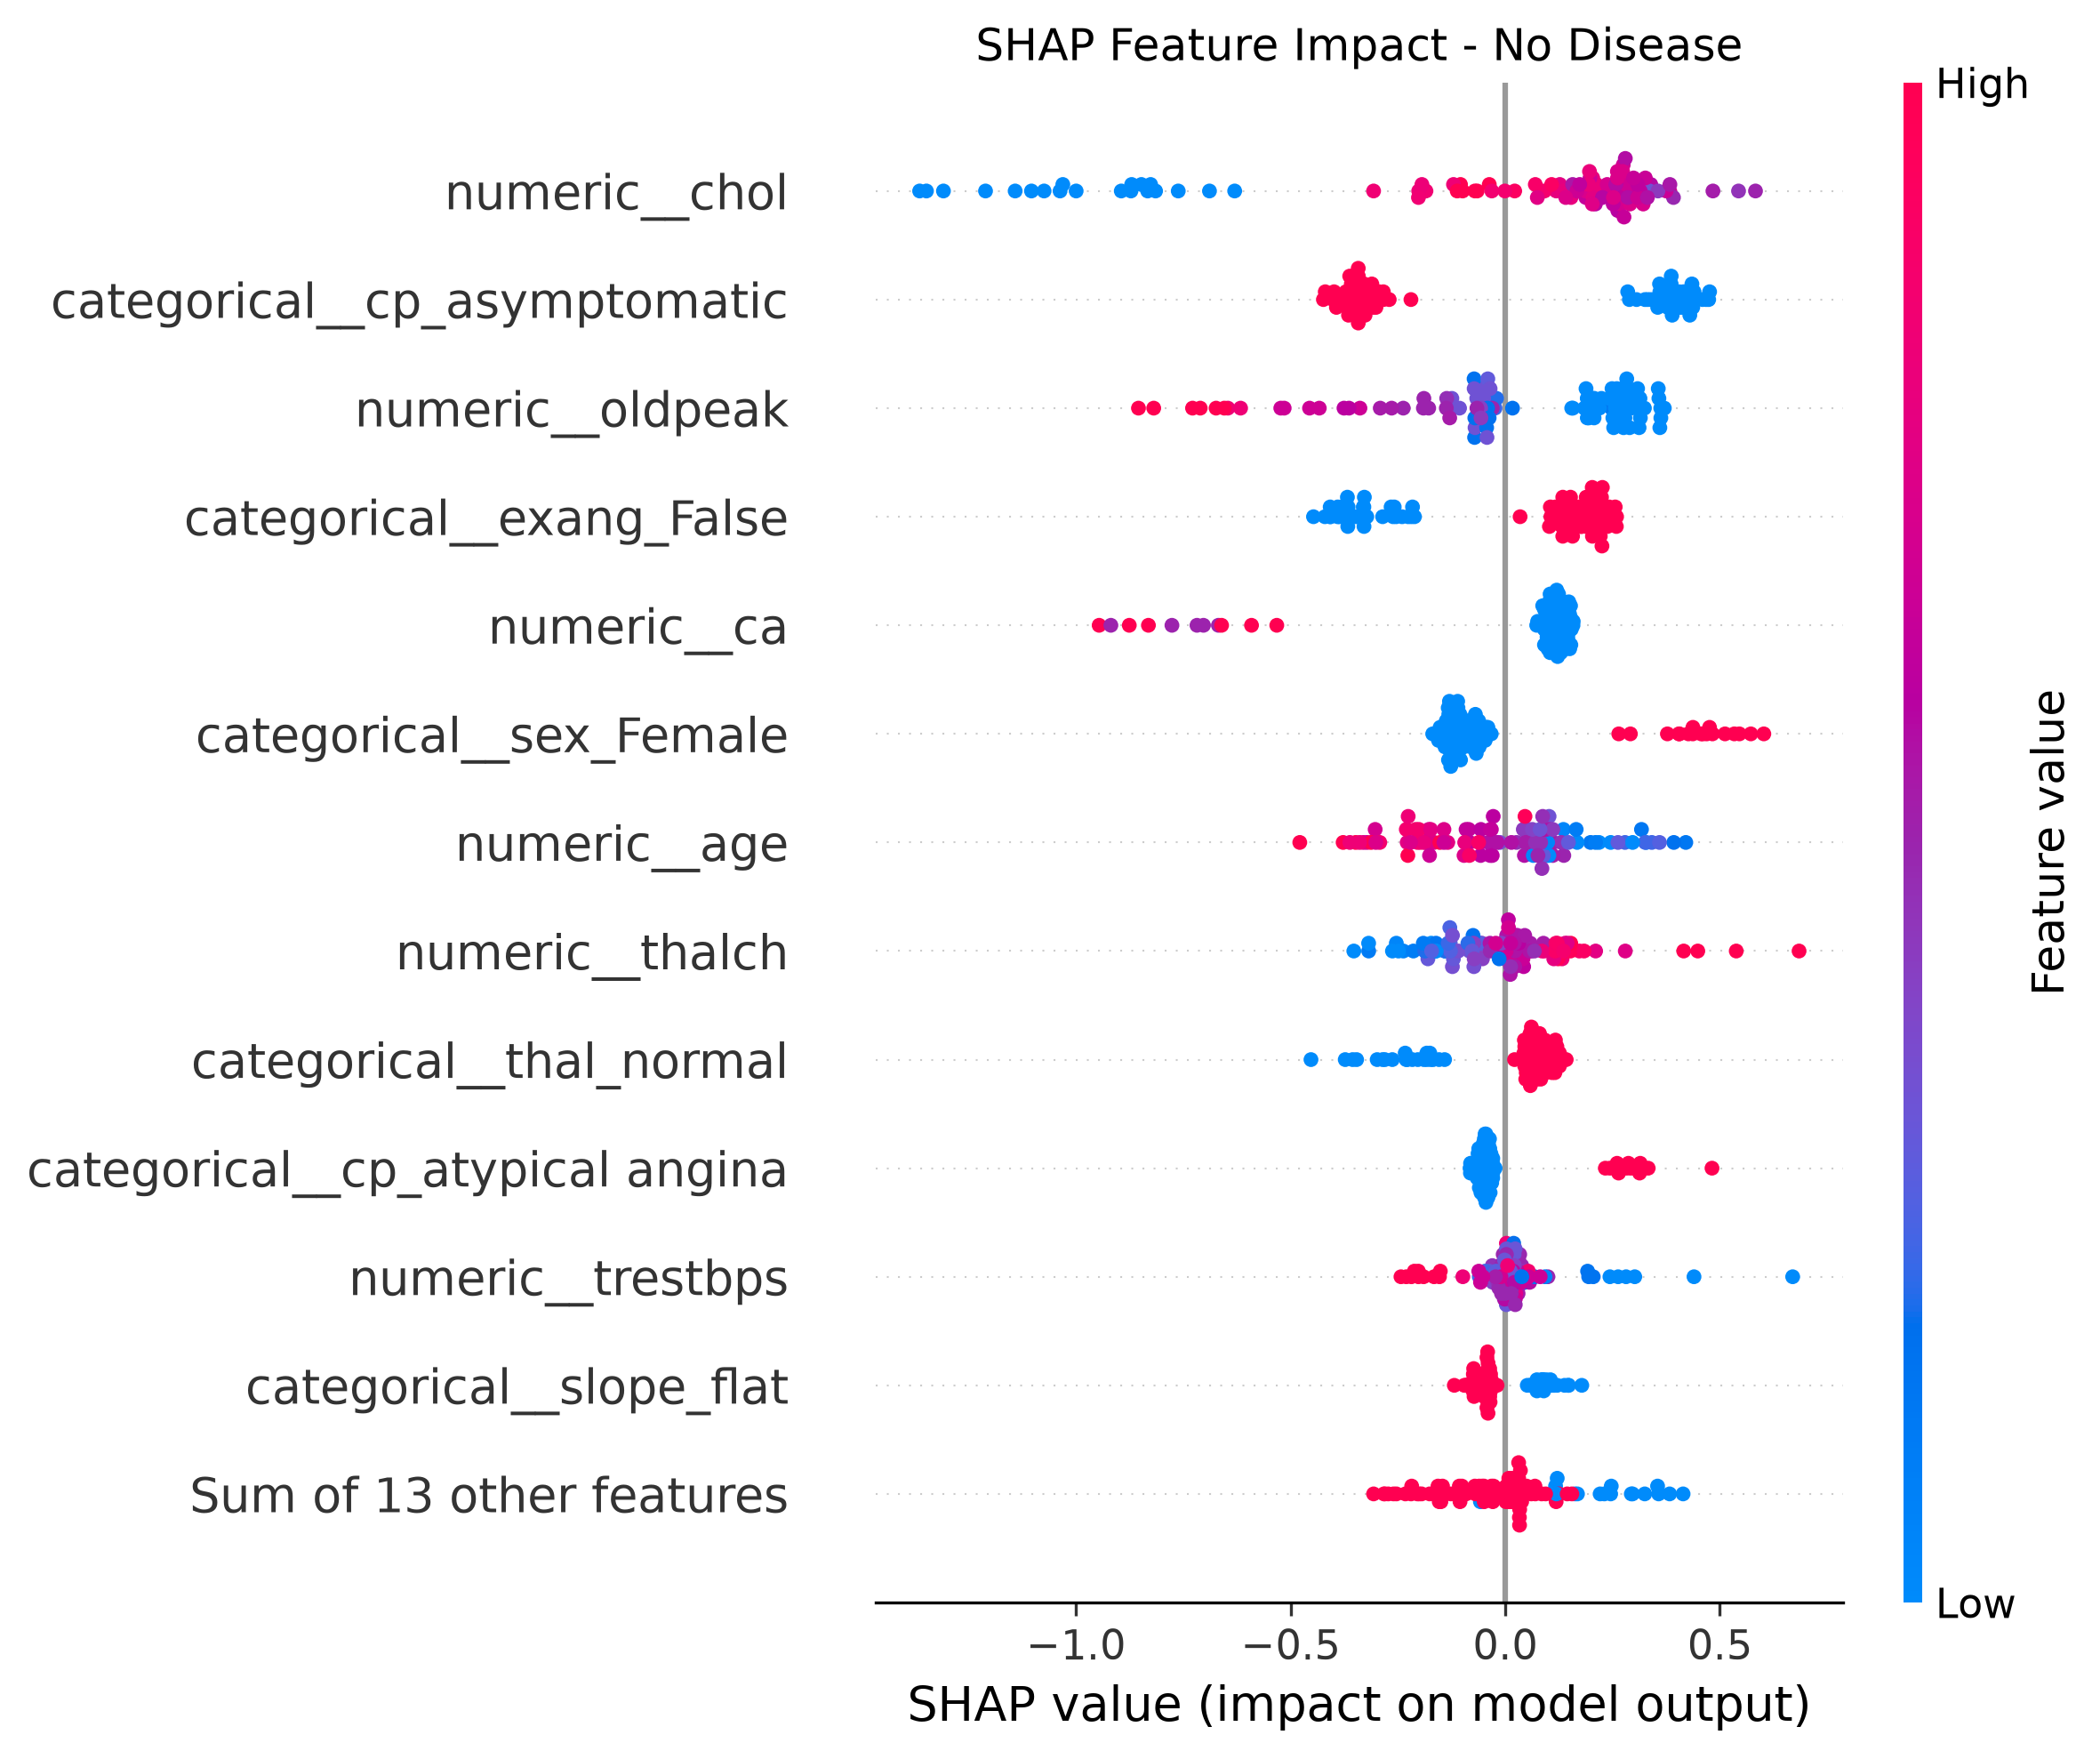 SHAP Feature Impact - No Disease
High
numeric__chol
categorical__cp_asymptomatic
numeric__oldpeak
categorical__exang_False
numeric__ca
categorical__sex_Female
numeric__age
numeric__thalch
categorical__thal_normal
categorical__cp_atypical angina
numeric__trestbps
categorical__slope_flat
Sum of 13 other features
Feature value
Low
−1.0 −0.5 0.0 0.5
SHAP value (impact on model output)